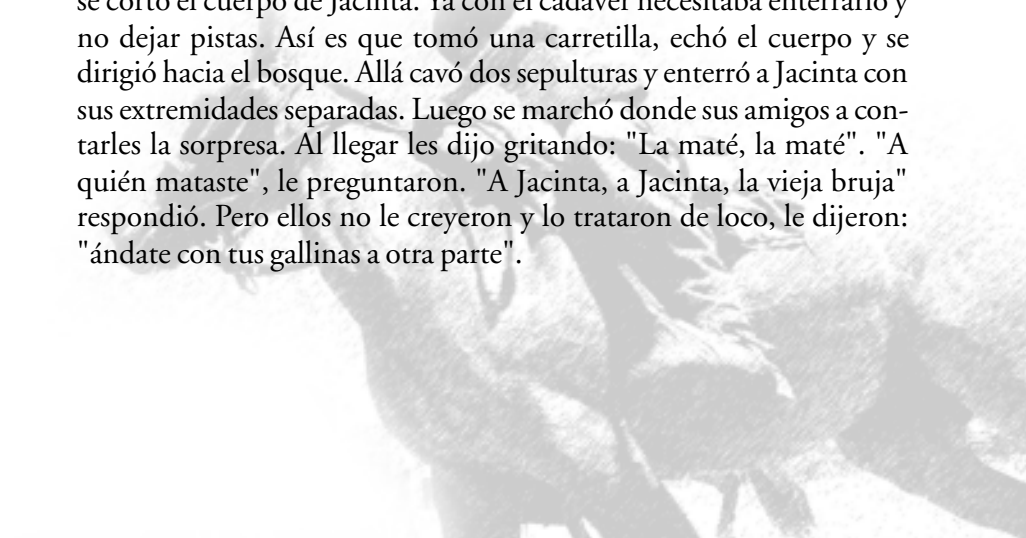 se cortó el cuerpo de Jacinta. Ya con el cadáver necesitaba enterrarlo y
no dejar pistas. Así es que tomó una carretilla, echó el cuerpo y se
dirigió hacia el bosque. Allá cavó dos sepulturas y enterró a Jacinta con
sus extremidades separadas. Luego se marchó donde sus amigos a con-
tarles la sorpresa. Al llegar les dijo gritando: "La maté, la maté". "A
quién mataste", le preguntaron. "A Jacinta, a Jacinta, la vieja bruja"
respondió. Pero ellos no le creyeron y lo trataron de loco, le dijeron:
"ándate con tus gallinas a otra parte".